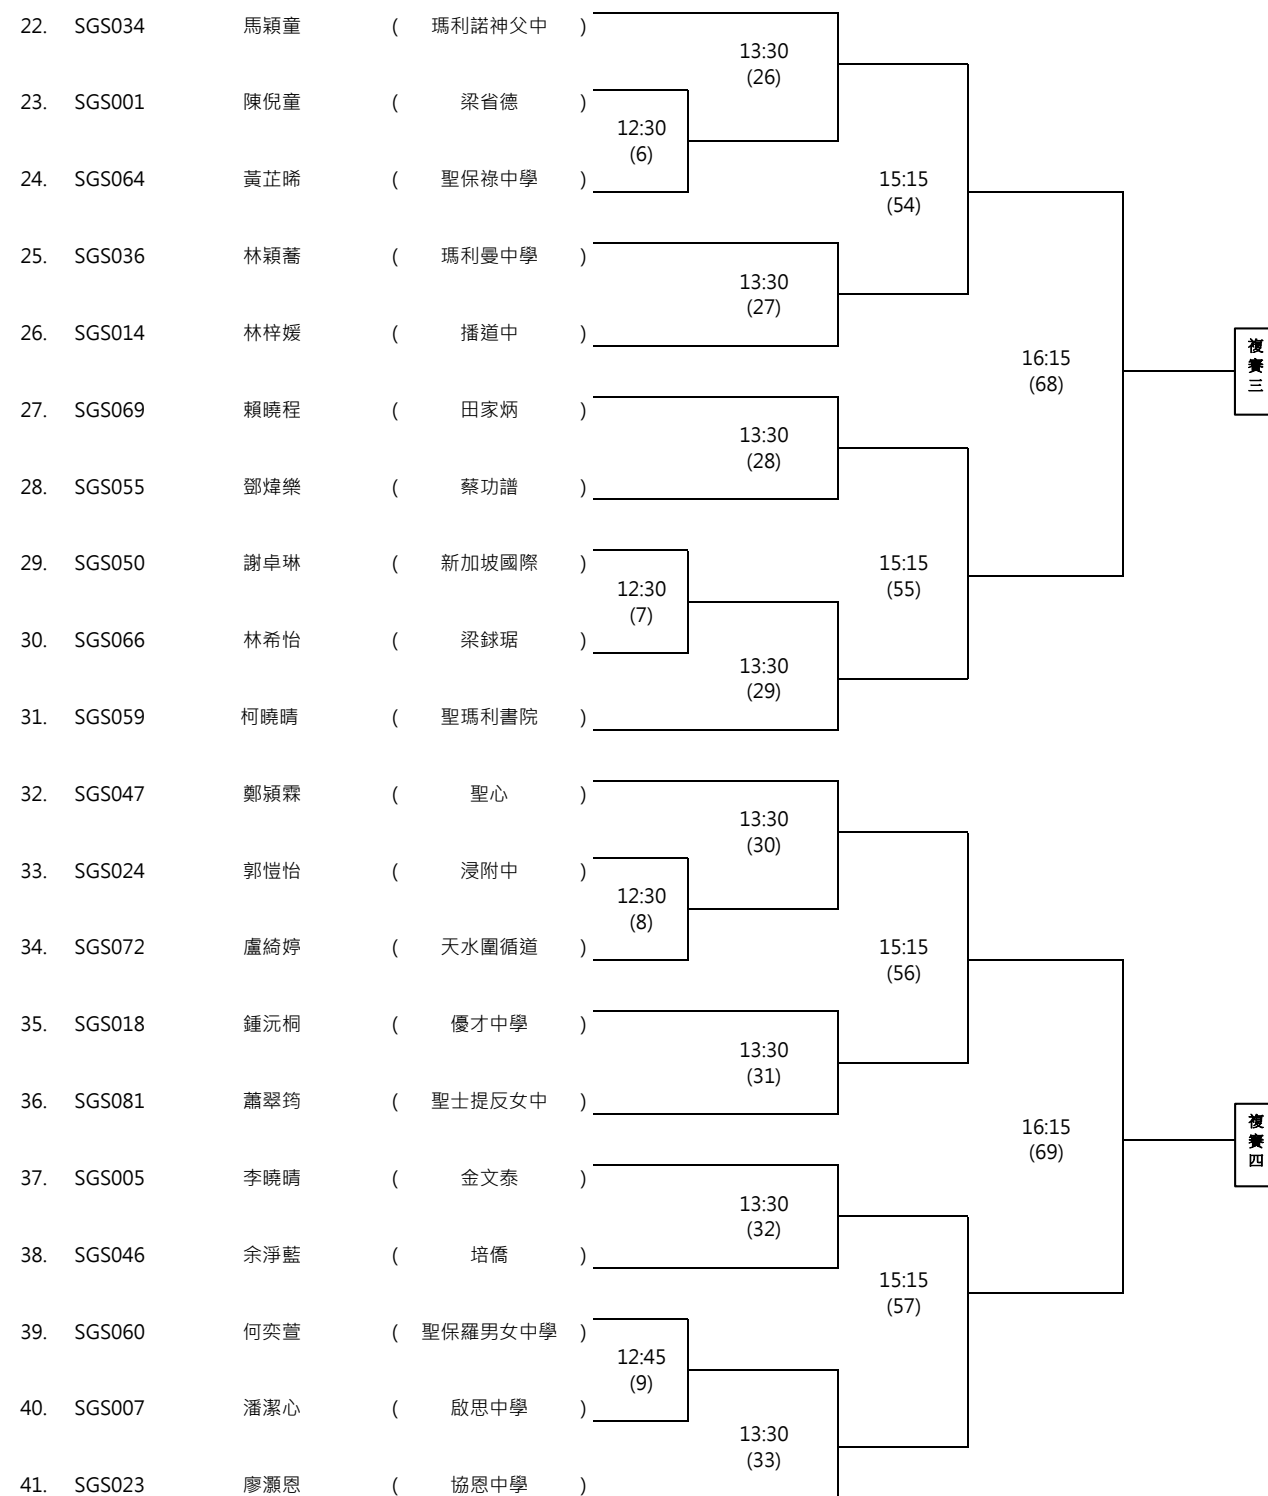 22. SGS034 馬穎童 ( 瑪利諾神父中 )
13:30
(26)
23. SGS001 陳倪童 ( 梁省德 )
12:30
(6)
24. SGS064 黃芷晞 ( 聖保祿中學 )
15:15
(54)
25. SGS036 林穎蕎 ( 瑪利曼中學 )
13:30
(27)
26. SGS014 林梓媛 ( 播道中 )
16:15
(68)
複賽三
27. SGS069 賴曉程 ( 田家炳 )
13:30
(28)
28. SGS055 鄧煒樂 ( 蔡功譜 )
29. SGS050 謝卓琳 ( 新加坡國際 )
15:15
(55)
12:30
(7)
30. SGS066 林希怡 ( 梁銶琚 )
13:30
(29)
31. SGS059 柯曉晴 ( 聖瑪利書院 )
32. SGS047 鄭潁霖 ( 聖心 )
13:30
(30)
33. SGS024 郭愷怡 ( 浸附中 )
12:30
(8)
34. SGS072 盧綺婷 ( 天水圍循道 )
15:15
(56)
35. SGS018 鍾沅桐 ( 優才中學 )
13:30
(31)
36. SGS081 蕭翠筠 ( 聖士提反女中 )
16:15
(69)
複賽四
37. SGS005 李曉晴 ( 金文泰 )
13:30
(32)
38. SGS046 余淨藍 ( 培僑 )
15:15
(57)
39. SGS060 何奕萱 ( 聖保羅男女中學 )
12:45
(9)
40. SGS007 潘潔心 ( 啟思中學 )
13:30
(33)
41. SGS023 廖灝恩 ( 協恩中學 )